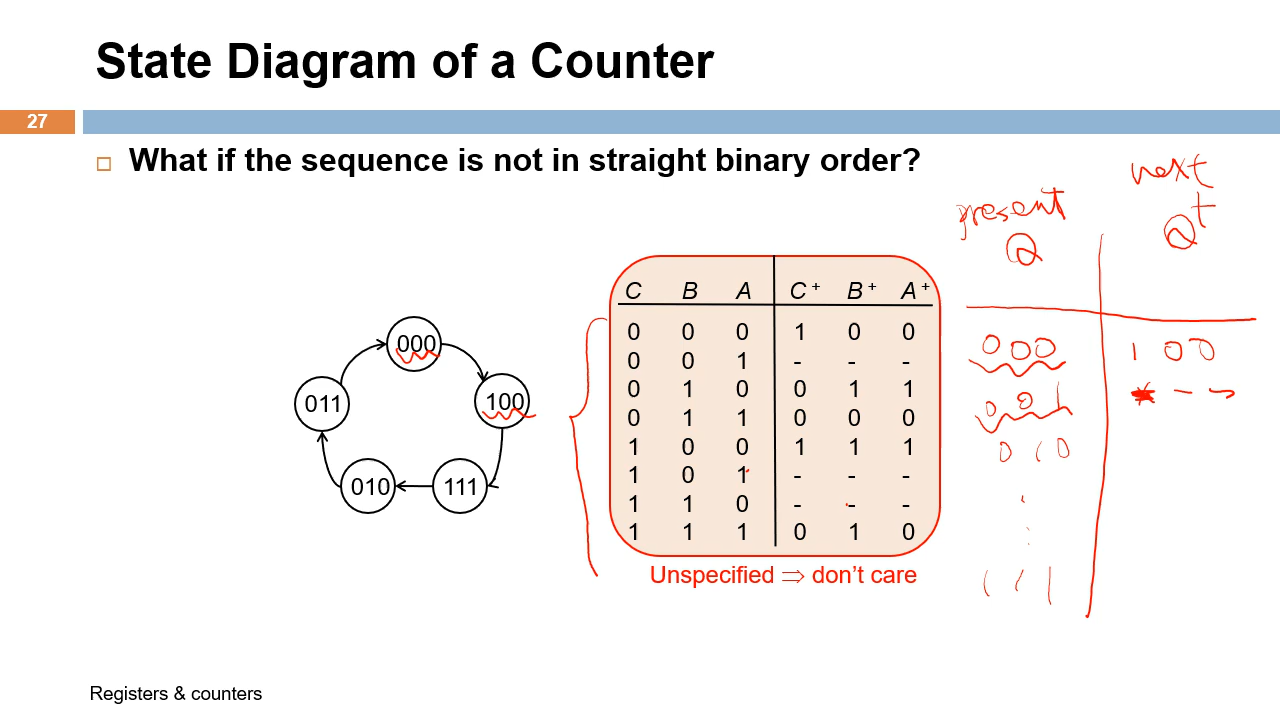 State Diagram of a Counter
27
□ What if the sequence is not in straight binary order?
000
100
111
010
011
C B A C+ B+ A+
0 0 0 1 0 0
0 0 1 - - -
0 1 0 0 1 1
0 1 1 0 0 0
1 0 0 1 1 1
1 0 1 - - -
1 1 0 - - -
1 1 1 0 1 0
Unspecified ⇒ don't care
present next
Q Q+
000 100
001 - -
010
:
111
Registers & counters